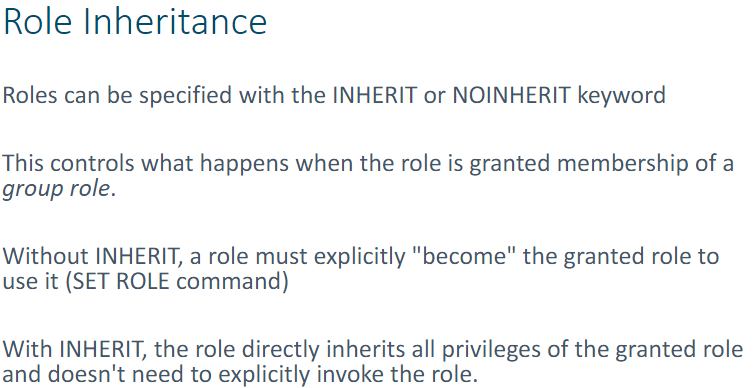 Role Inheritance
Roles can be specified with the INHERIT or NOINHERIT keyword
This controls what happens when the role is granted membership of a
group role.
Without INHERIT, a role must explicitly "become" the granted role to
use it (SET ROLE command)
With INHERIT, the role directly inherits all privileges of the granted role
and doesn't need to explicitly invoke the role.